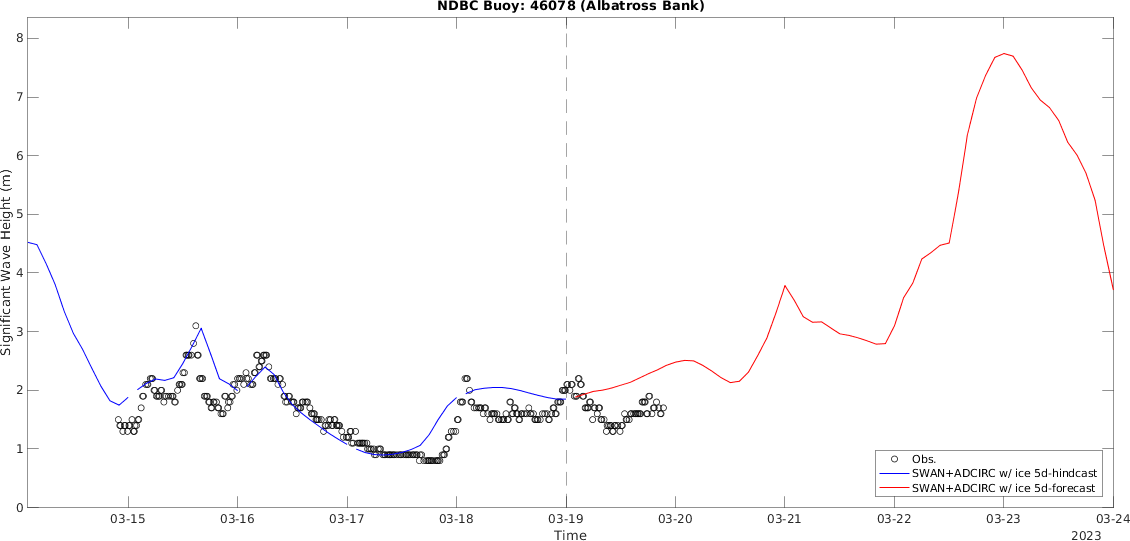 NDBC Buoy: 46078 (Albatross Bank)
Significant Wave Height (m)
8
7
6
5
4
3
2
1
0
Obs.
SWAN+ADCIRC w/ ice 5d-hindcast
SWAN+ADCIRC w/ ice 5d-forecast
03-15 03-16 03-17 03-18 03-19 03-20 03-21 03-22 03-23 03-24
Time
2023